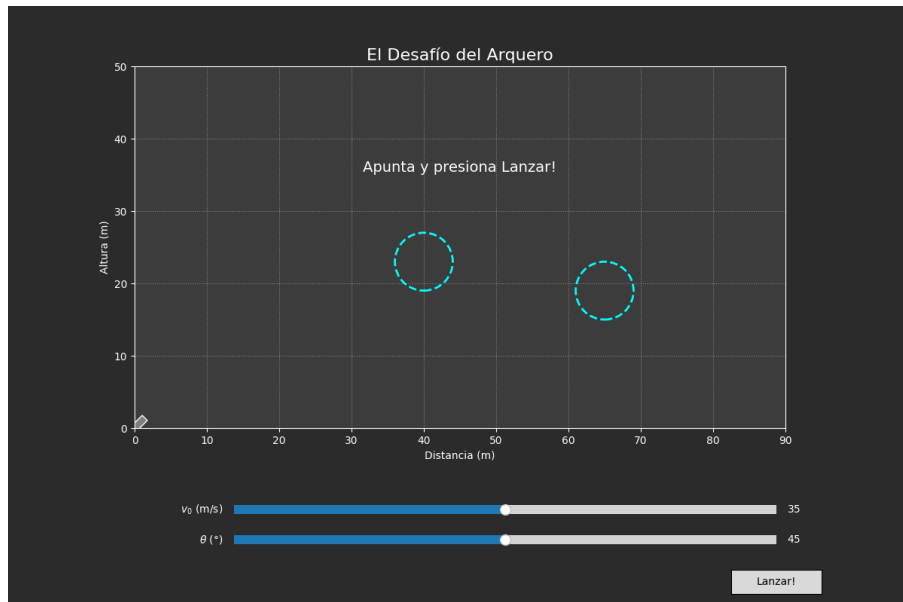 El Desafío del Arquero
50
40
30
20
10
0
Altura (m)
Apunta y presiona Lanzar!
0 10 20 30 40 50 60 70 80 90
Distancia (m)
v₀ (m/s) 35
θ (°) 45
Lanzar!